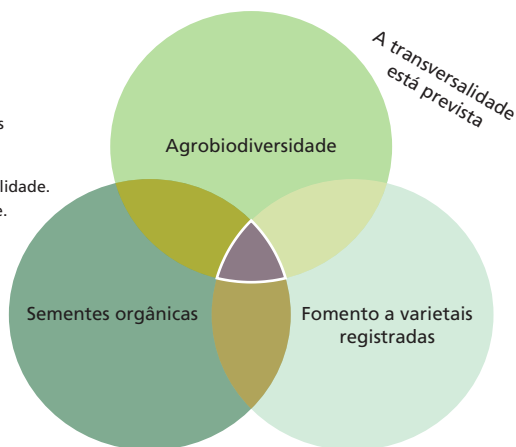 A transversalidade
está prevista
Agrobiodiversidade
Sementes orgânicas
Fomento a varietais
registradas